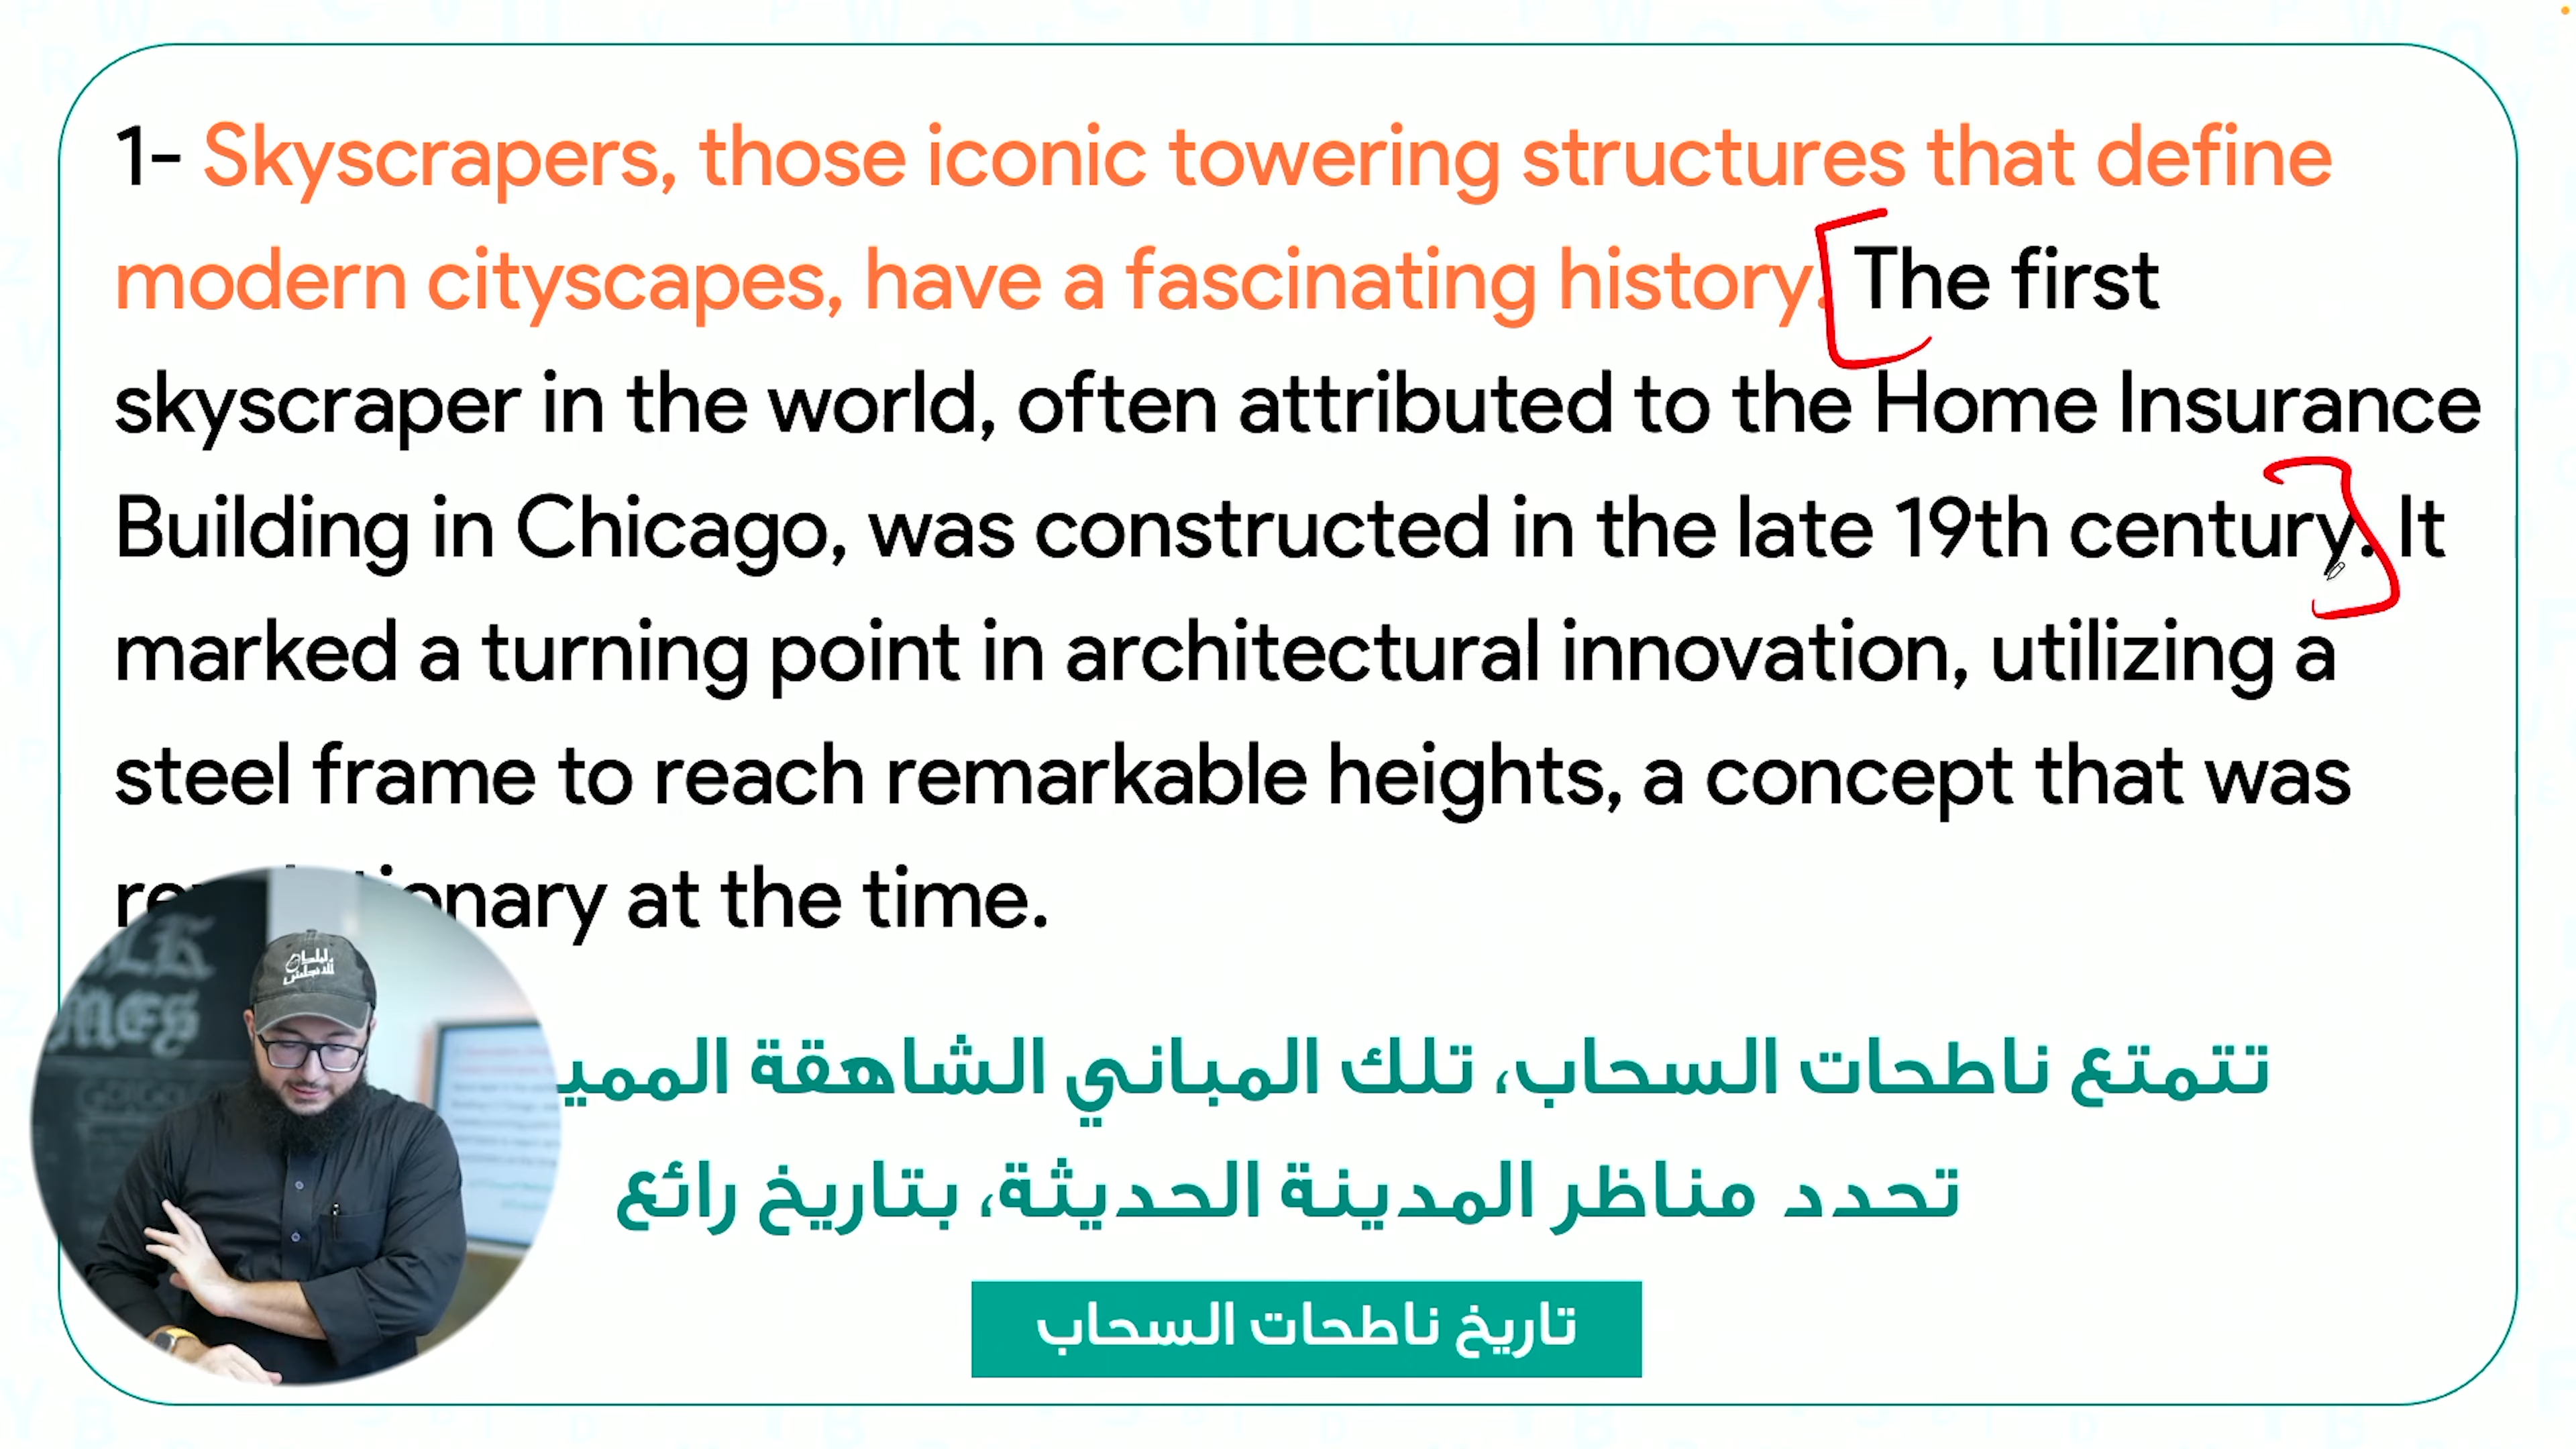 1- Skyscrapers, those iconic towering structures that define
modern cityscapes, have a fascinating history. The first
skyscraper in the world, often attributed to the Home Insurance
Building in Chicago, was constructed in the late 19th century. It
marked a turning point in architectural innovation, utilizing a
steel frame to reach remarkable heights, a concept that was
at the time.
تتمتع ناطحات السحاب، تلك المباني الشاهقة
تحدد مناظر المدينة الحديثة، بتاريخ رائع
تاريخ ناطحات السحاب